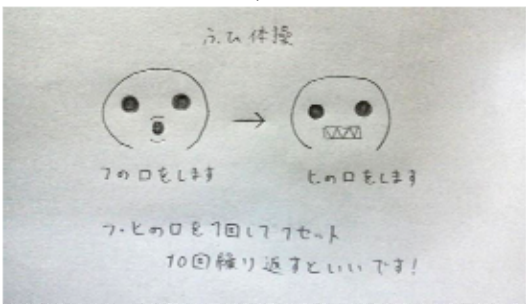 ふ.ひ体操
フの口をします
ヒの口をします
フ.ヒの口を1回して1セット
10回繰り返すといいです!